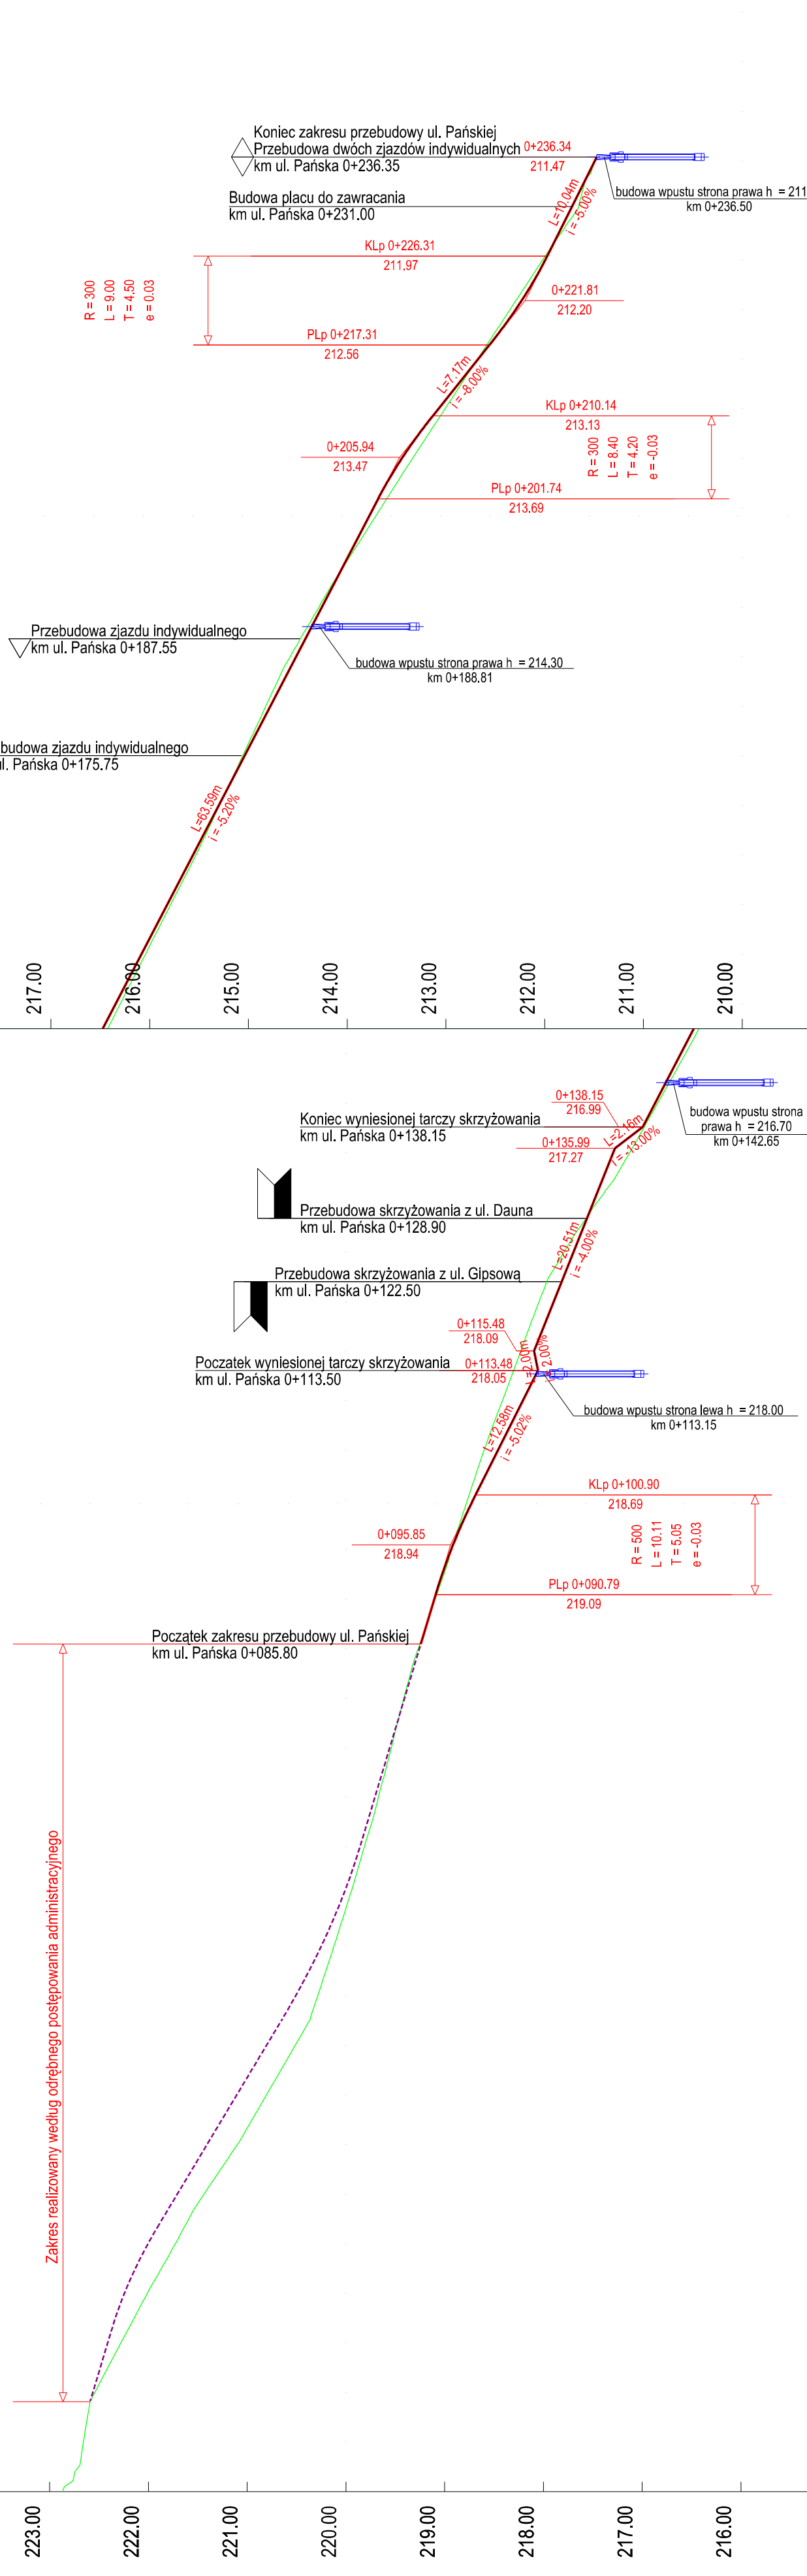 Koniec zakresu przebudowy ul. Pańskiej
Przebudowa dwóch zjazdów indywidualnych
km ul. Pańska 0+236.35
0+236.34
211.47
budowa wpustu strona prawa h = 211
km 0+236.50
L=10.04m
i = -5.00%
Budowa placu do zawracania
km ul. Pańska 0+231.00
KLp 0+226.31
211.97
R = 300
L = 9.00
T = 4.50
e = 0.03
0+221.81
212.20
PLp 0+217.31
212.56
L=7.17m
i = -8.00%
KLp 0+210.14
213.13
0+205.94
213.47
R = 300
L = 8.40
T = 4.20
e = -0.03
PLp 0+201.74
213.69
Przebudowa zjazdu indywidualnego
km ul. Pańska 0+187.55
budowa wpustu strona prawa h = 214.30
km 0+188.81
budowa zjazdu indywidualnego
ul. Pańska 0+175.75
L=63.59m
i = -5.20%
217.00
216.00
215.00
214.00
213.00
212.00
211.00
210.00
0+138.15
216.99
budowa wpustu strona
prawa h = 216.70
km 0+142.65
Koniec wyniesionej tarczy skrzyżowania
km ul. Pańska 0+138.15
L=2.16m
i = -13.00%
0+135.99
217.27
Przebudowa skrzyżowania z ul. Dauna
km ul. Pańska 0+128.90
L=20.51m
i = -4.00%
Przebudowa skrzyżowania z ul. Gipsową
km ul. Pańska 0+122.50
0+115.48
218.09
L=2.00m
i = 2.00%
Początek wyniesionej tarczy skrzyżowania
km ul. Pańska 0+113.50
0+113.48
218.05
budowa wpustu strona lewa h = 218.00
km 0+113.15
L=12.58m
i = -5.02%
KLp 0+100.90
218.69
0+095.85
218.94
R = 500
L = 10.11
T = 5.05
e = -0.03
PLp 0+090.79
219.09
Początek zakresu przebudowy ul. Pańskiej
km ul. Pańska 0+085.80
Zakres realizowany według odrębnego postępowania administracyjnego
223.00
222.00
221.00
220.00
219.00
218.00
217.00
216.00